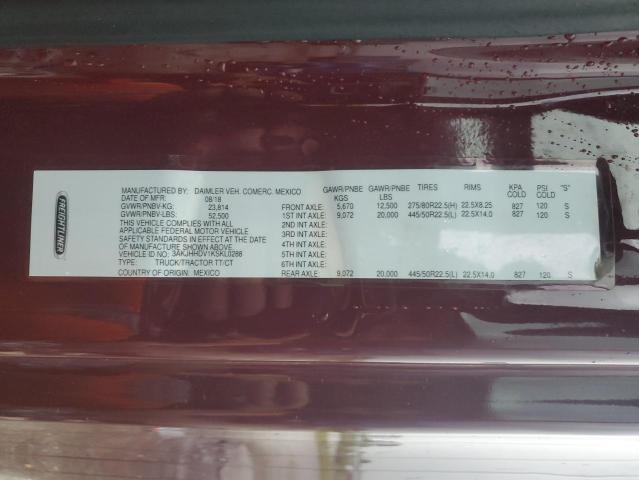 FREIGHTLINER
MANUFACTURED BY: DAIMLER VEH. COMERC. MEXICO GAWR/PNBE KGS GAWR/PNBE LBS TIRES RIMS KPA COLD PSI COLD "S"
DATE OF MFR: 08/18
GVWR/PNBV-KG: 23,814 FRONT AXLE: 5,670 12,500 275/80R22.5(H) 22.5X8.25 827 120 S
GVWR/PNBV-LBS: 52,500 1ST INT AXLE: 9,072 20,000 445/50R22.5(L) 22.5X14.0 827 120 S
THIS VEHICLE COMPLIES WITH ALL 2ND INT AXLE:
APPLICABLE FEDERAL MOTOR VEHICLE 3RD INT AXLE:
SAFETY STANDARDS IN EFFECT AT THE DATE 4TH INT AXLE:
OF MANUFACTURE SHOWN ABOVE. 5TH INT AXLE:
VEHICLE ID NO.: 3AKJHHDV1KSKL0288
TYPE: TRUCK/TRACTOR TT/CT 6TH INT AXLE:
COUNTRY OF ORIGIN: MEXICO REAR AXLE: 9,072 20,000 445/50R22.5(L) 22.5X14.0 827 120 S